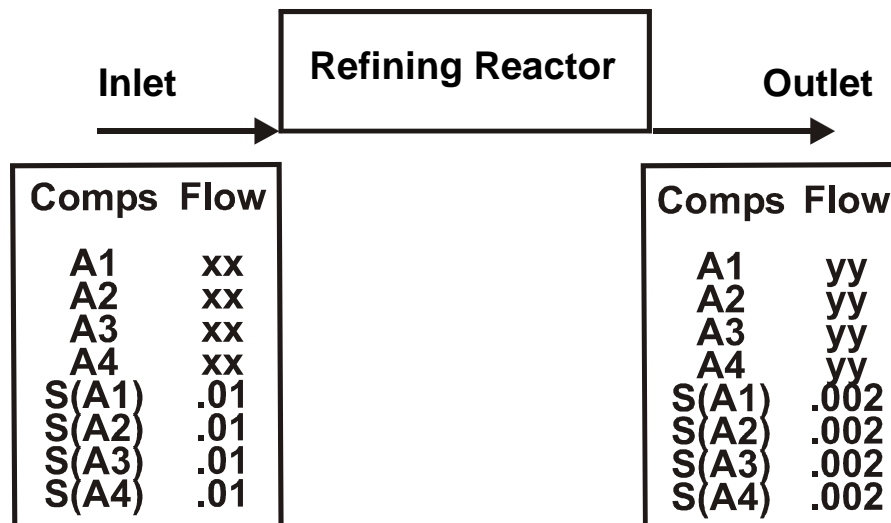 Refining Reactor
Inlet
Outlet
Comps Flow
A1 xx
A2 xx
A3 xx
A4 xx
S(A1) .01
S(A2) .01
S(A3) .01
S(A4) .01
Comps Flow
A1 yy
A2 yy
A3 yy
A4 yy
S(A1) .002
S(A2) .002
S(A3) .002
S(A4) .002